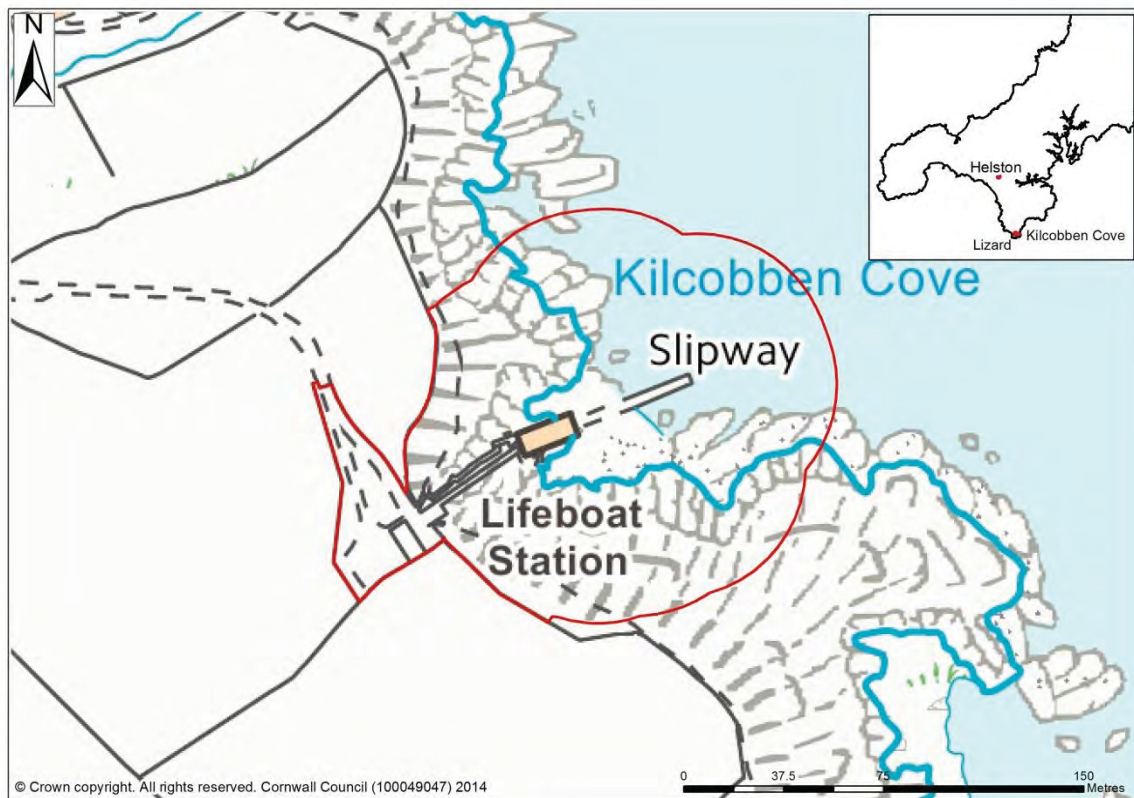 N
Helston
Lizard
Kilcobben Cove
Kilcobben Cove
Slipway
Lifeboat
Station
0 37.5 75 150
Metres
© Crown copyright. All rights reserved. Cornwall Council (100049047) 2014